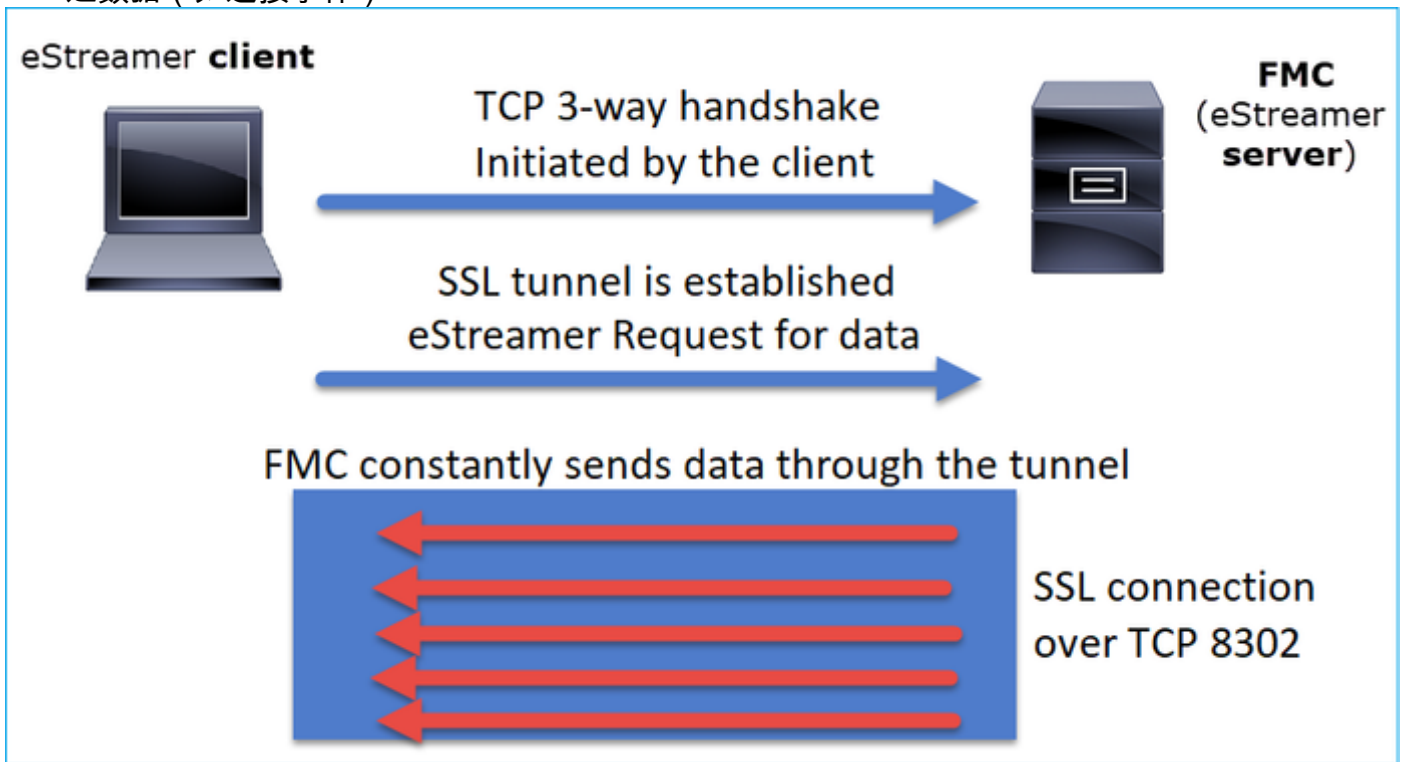 eStreamer client
FMC
(eStreamer
server)
TCP 3-way handshake
Initiated by the client
SSL tunnel is established
eStreamer Request for data
FMC constantly sends data through the tunnel
SSL connection
over TCP 8302